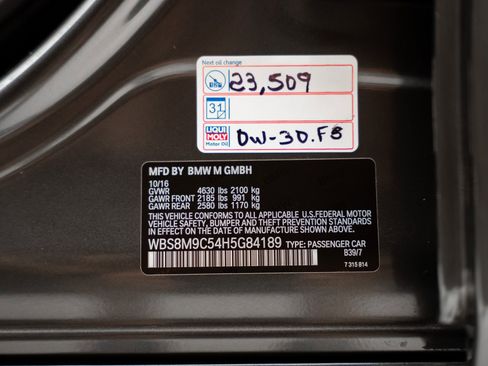 Next oil change
23,509
31
LIQUI
MOLY
Motor Oil
0W-30.FE
MFD BY BMW M GMBH
10/16
GVWR 4630 lbs 2100 kg
GAWR FRONT 2185 lbs 991 kg
GAWR REAR 2580 lbs 1170 kg
THIS VEHICLE CONFORMS TO ALL APPLICABLE U.S.FEDERAL MOTOR
VEHICLE SAFETY, BUMPER, AND THEFT PREVENTION STANDARDS
IN EFFECT ON THE DATE OF MANUFACTURE SHOWN ABOVE.
WBS8M9C54H5G84189 TYPE: PASSENGER CAR
B39/7
7 315 814